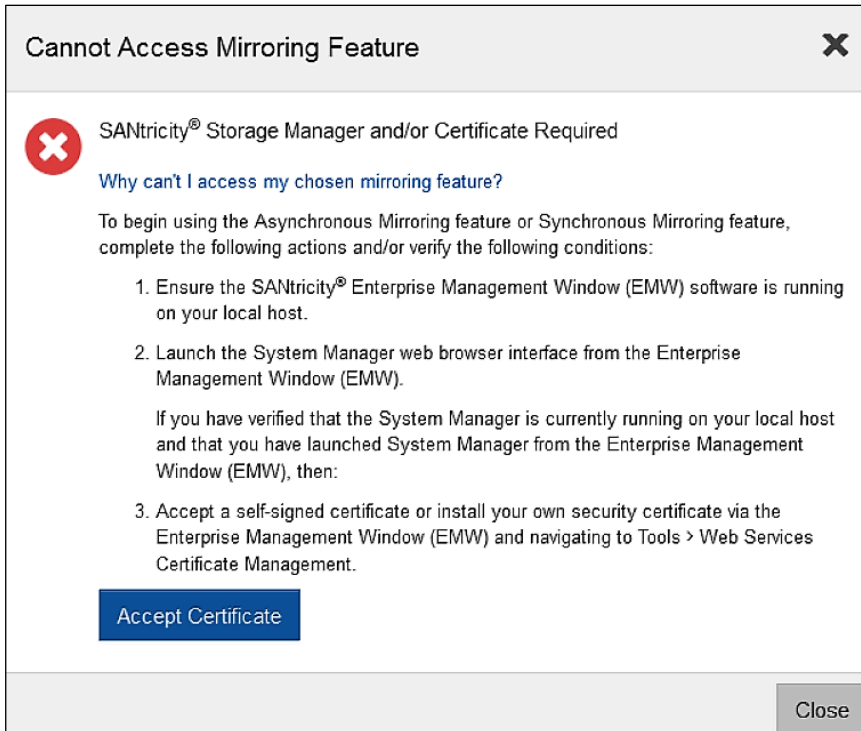 Cannot Access Mirroring Feature
SANtricity® Storage Manager and/or Certificate Required
Why can't I access my chosen mirroring feature?
To begin using the Asynchronous Mirroring feature or Synchronous Mirroring feature,
complete the following actions and/or verify the following conditions:
1. Ensure the SANtricity® Enterprise Management Window (EMW) software is running
on your local host.
2. Launch the System Manager web browser interface from the Enterprise
Management Window (EMW).
If you have verified that the System Manager is currently running on your local host
and that you have launched System Manager from the Enterprise Management
Window (EMW), then:
3. Accept a self-signed certificate or install your own security certificate via the
Enterprise Management Window (EMW) and navigating to Tools > Web Services
Certificate Management.
Accept Certificate
Close